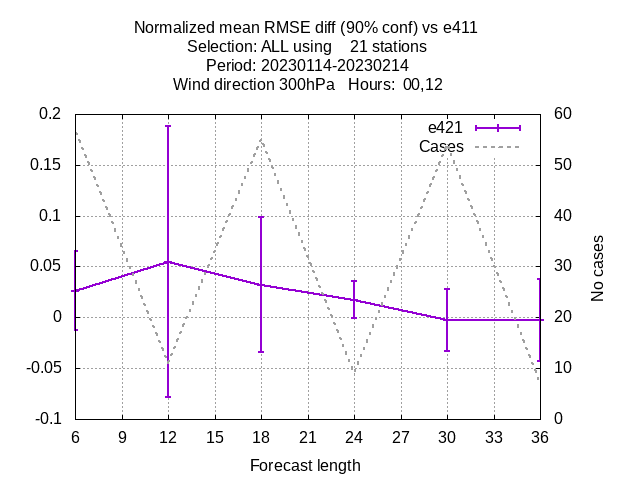 Normalized mean RMSE diff (90% conf) vs e411
Selection: ALL using    21 stations
Period: 20230114-20230214
Wind direction 300hPa   Hours:  00,12
0.2
0.15
0.1
0.05
0
-0.05
-0.1
60
50
40
30
20
10
0
e421
Cases
No cases
6 9 12 15 18 21 24 27 30 33 36
Forecast length